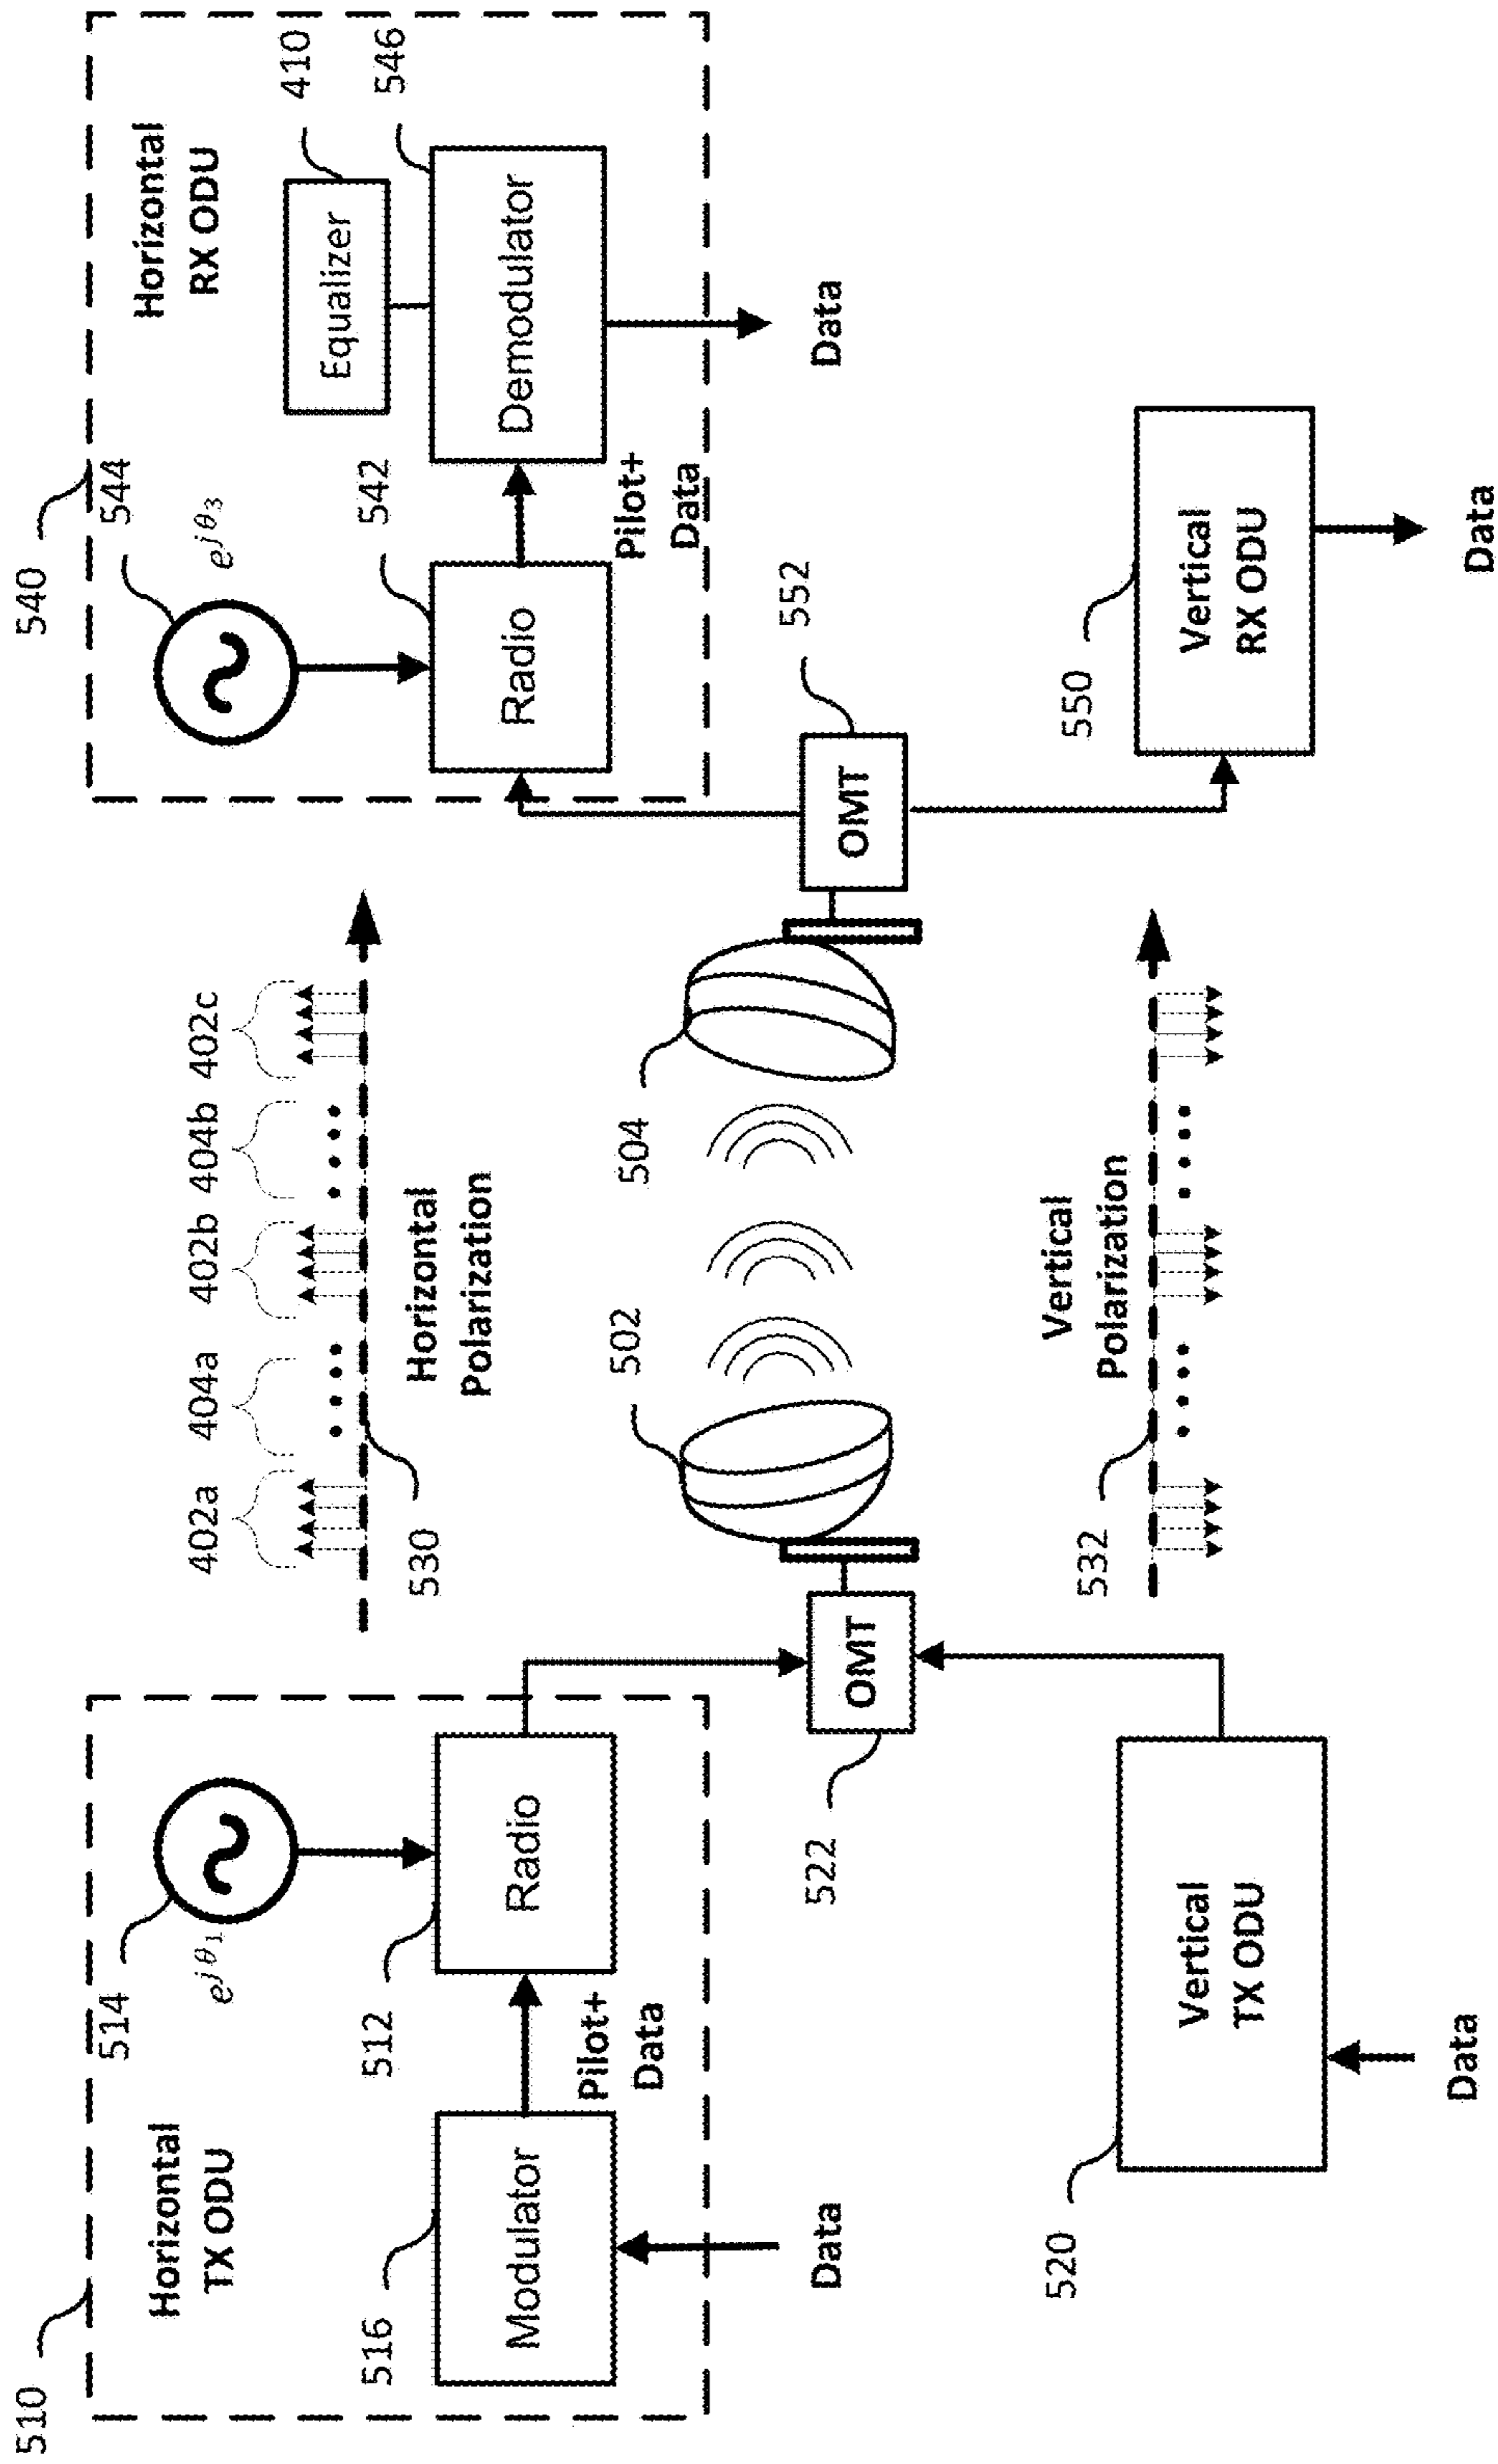 510
Horizontal
TX ODU
514
e^{jθ_1}
516
Modulator
512
Radio
Pilot+
Data
Data
402a
404a
402b
404b
402c
530
Horizontal
Polarization
540
544
e^{jθ_3}
Horizontal
RX ODU
410
Equalizer
542
Radio
546
Demodulator
Pilot+
Data
Data
522
OMT
502
504
OMT
552
520
Vertical
TX ODU
Data
532
Vertical
Polarization
550
Vertical
RX ODU
Data